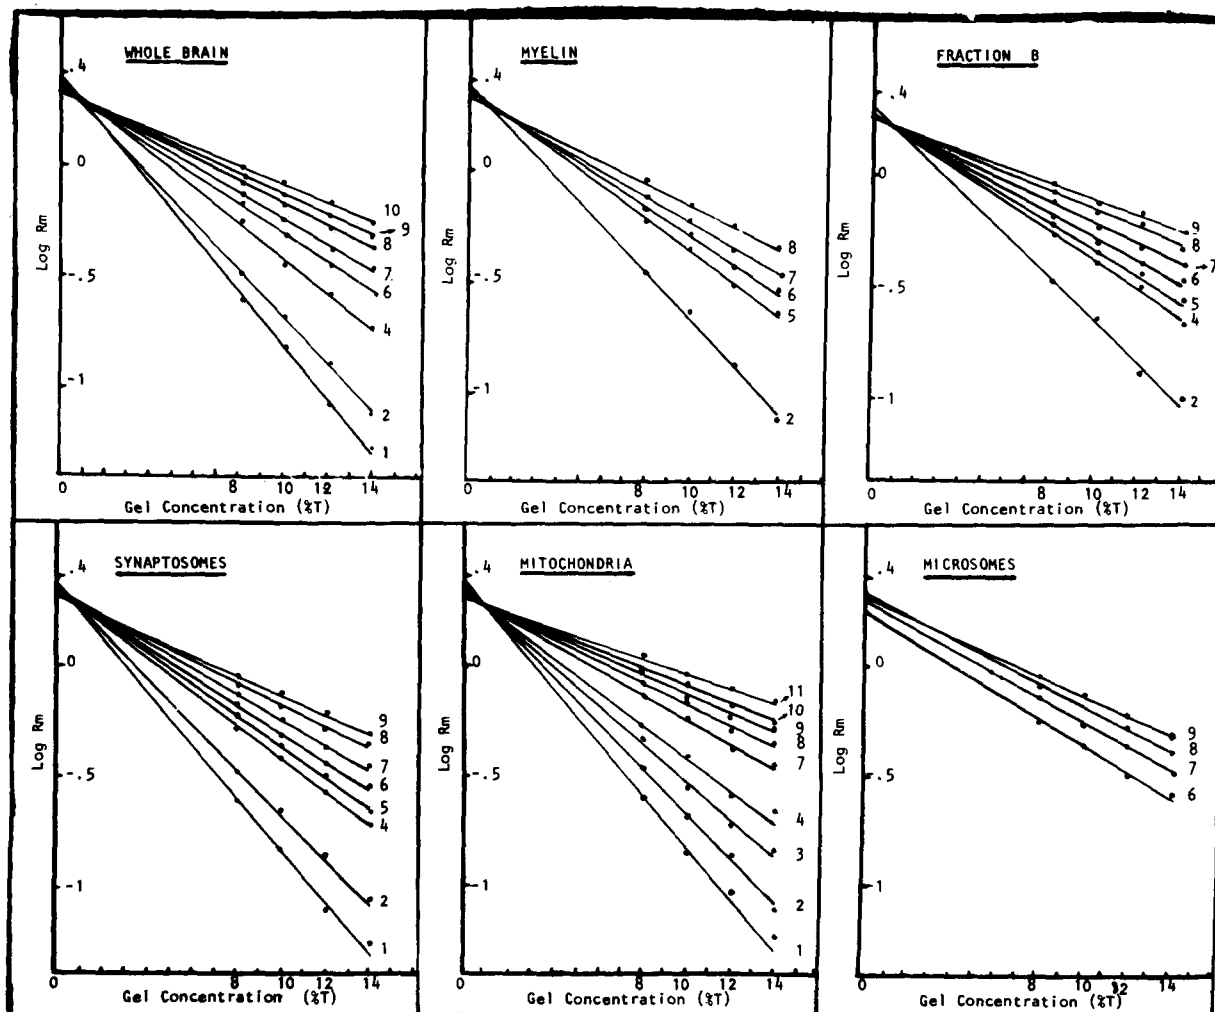 WHOLE BRAIN
.4
0
-.5
-1
Log Rm
10
9
8
7
6
4
2
1
0 8 10 12 14
Gel Concentration (%T)
MYELIN
.4
0
-.5
-1
Log Rm
8
7
6
5
2
0 8 10 12 14
Gel Concentration (%T)
FRACTION B
.4
0
-.5
-1
Log Rm
9
8
7
6
5
4
2
0 8 10 12 14
Gel Concentration (%T)
SYNAPTOSOMES
.4
0
-.5
-1
Log Rm
9
8
7
6
5
4
2
1
0 8 10 12 14
Gel Concentration (%T)
MITOCHONDRIA
.4
0
-.5
-1
Log Rm
11
10
9
8
7
4
3
2
1
0 8 10 12 14
Gel Concentration (%T)
MICROSOMES
.4
0
-.5
-1
Log Rm
9
8
7
6
0 8 10 12 14
Gel Concentration (%T)